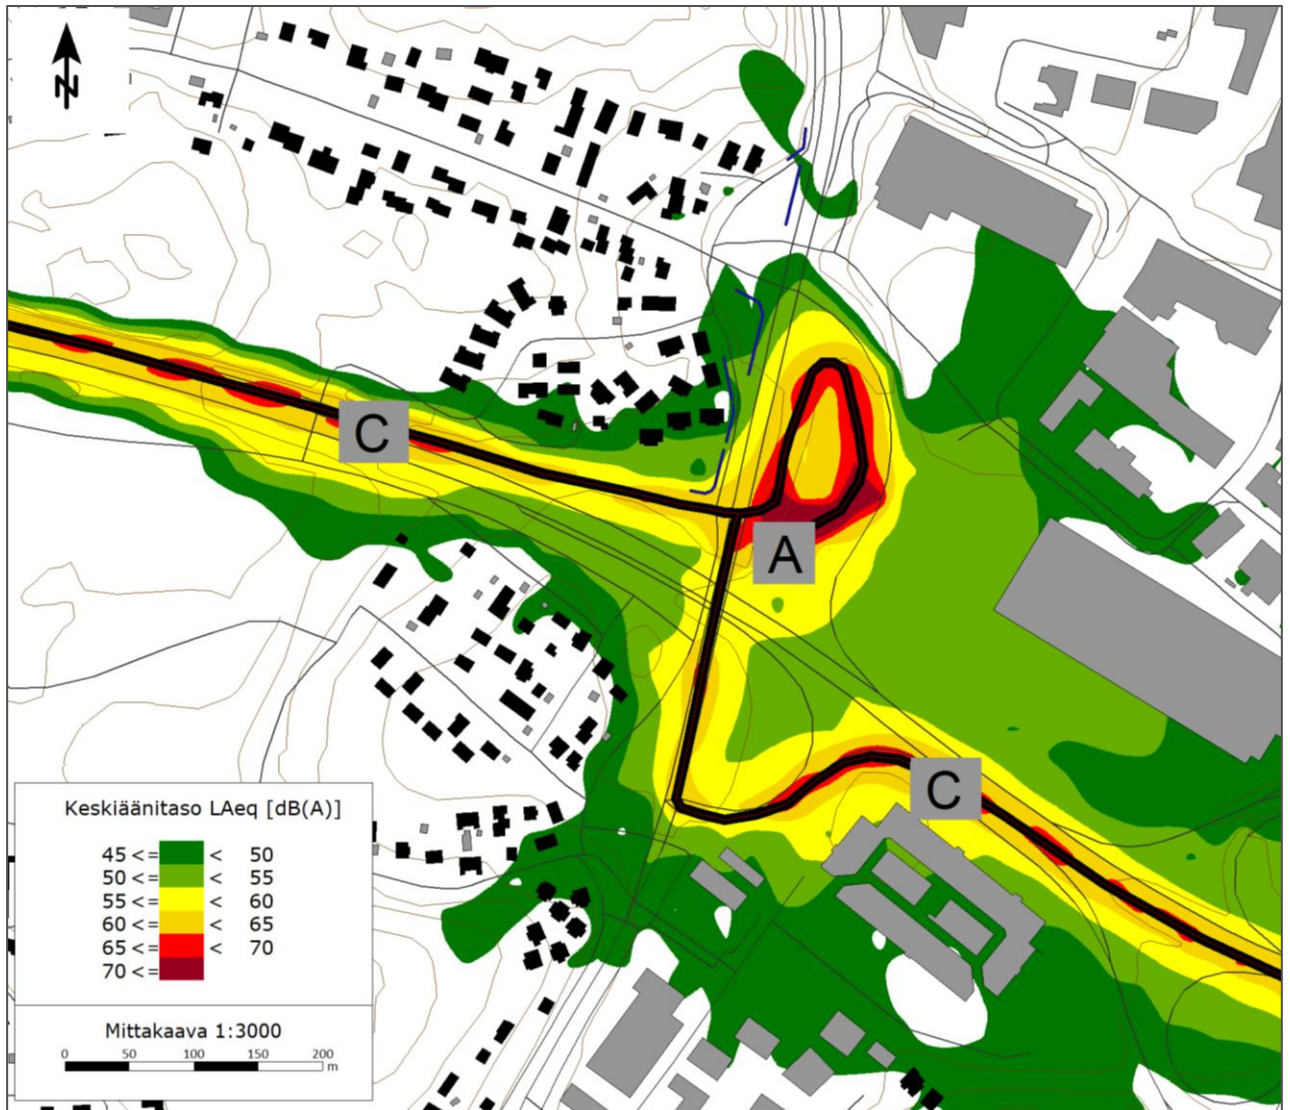 N
C
A
C
Keskiäänitaso LAeq [dB(A)]
45 <= < 50
50 <= < 55
55 <= < 60
60 <= < 65
65 <= < 70
70 <=
Mittakaava 1:3000
0 50 100 150 200
m